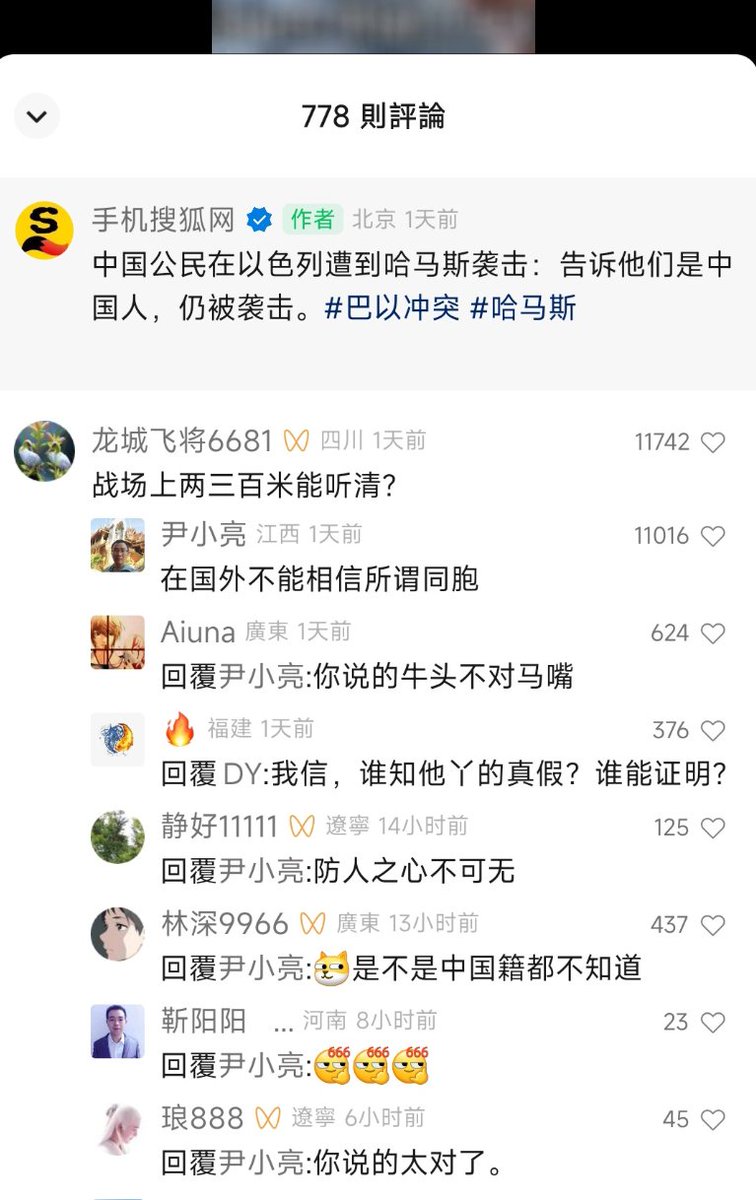 778 則評論
S
手机搜狐网 作者 北京 1天前
中国公民在以色列遭到哈马斯袭击：告诉他们是中
国人，仍被袭击。#巴以冲突 #哈马斯
龙城飞将6681 四川 1天前 11742
战场上两三百米能听清？
尹小亮 江西 1天前 11016
在国外不能相信所谓同胞
Aiuna 廣東 1天前 624
回覆尹小亮:你说的牛头不对马嘴
🔥 福建 1天前 376
回覆 DY:我信，谁知他丫的真假？谁能证明？
静好11111 遼寧 14小时前 125
回覆尹小亮:防人之心不可无
林深9966 廣東 13小时前 437
回覆尹小亮:是不是中国籍都不知道
靳阳阳 ... 河南 8小时前 23
回覆尹小亮:666 666 666
琅888 遼寧 6小时前 45
回覆尹小亮:你说的太对了。